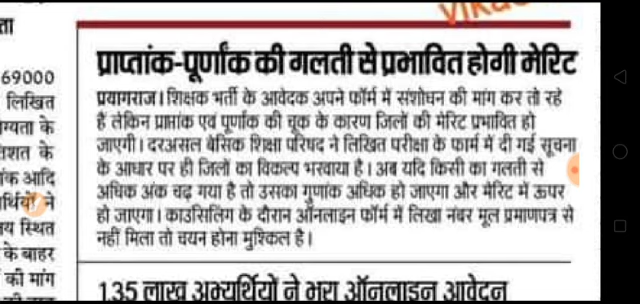 ता
69000
लिखित
ग्यता के
आदि
स्थित
के बाहर
की मांग
प्राप्तांक-पूर्णांक की गलती से प्रभावित होगी मेरिट
प्रयागराज। शिक्षक भर्ती के आवेदक अपने फॉर्म में संशोधन की मांग कर तो रहे
हैं लेकिन प्राप्तांक एवं पूर्णांक की चूक के कारण जिलों की मेरिट प्रभावित हो
जाएगी। दरअसल बेसिक शिक्षा परिषद ने लिखित परीक्षा के फार्म में दी गई सूचना
के आधार पर ही जिलों का विकल्प भरवाया है। अब यदि किसी का गलती से
अधिक अंक चढ़ गया है तो उसका गुणांक अधिक हो जाएगा और मेरिट में ऊपर
हो जाएगा। काउंसिलिंग के दौरान ऑनलाइन फॉर्म में लिखा नंबर मूल प्रमाणपत्र से
नहीं मिला तो चयन होना मुश्किल है।
1.35 लाख अभ्यर्थियों ने भरा ऑनलाइन आवेदन